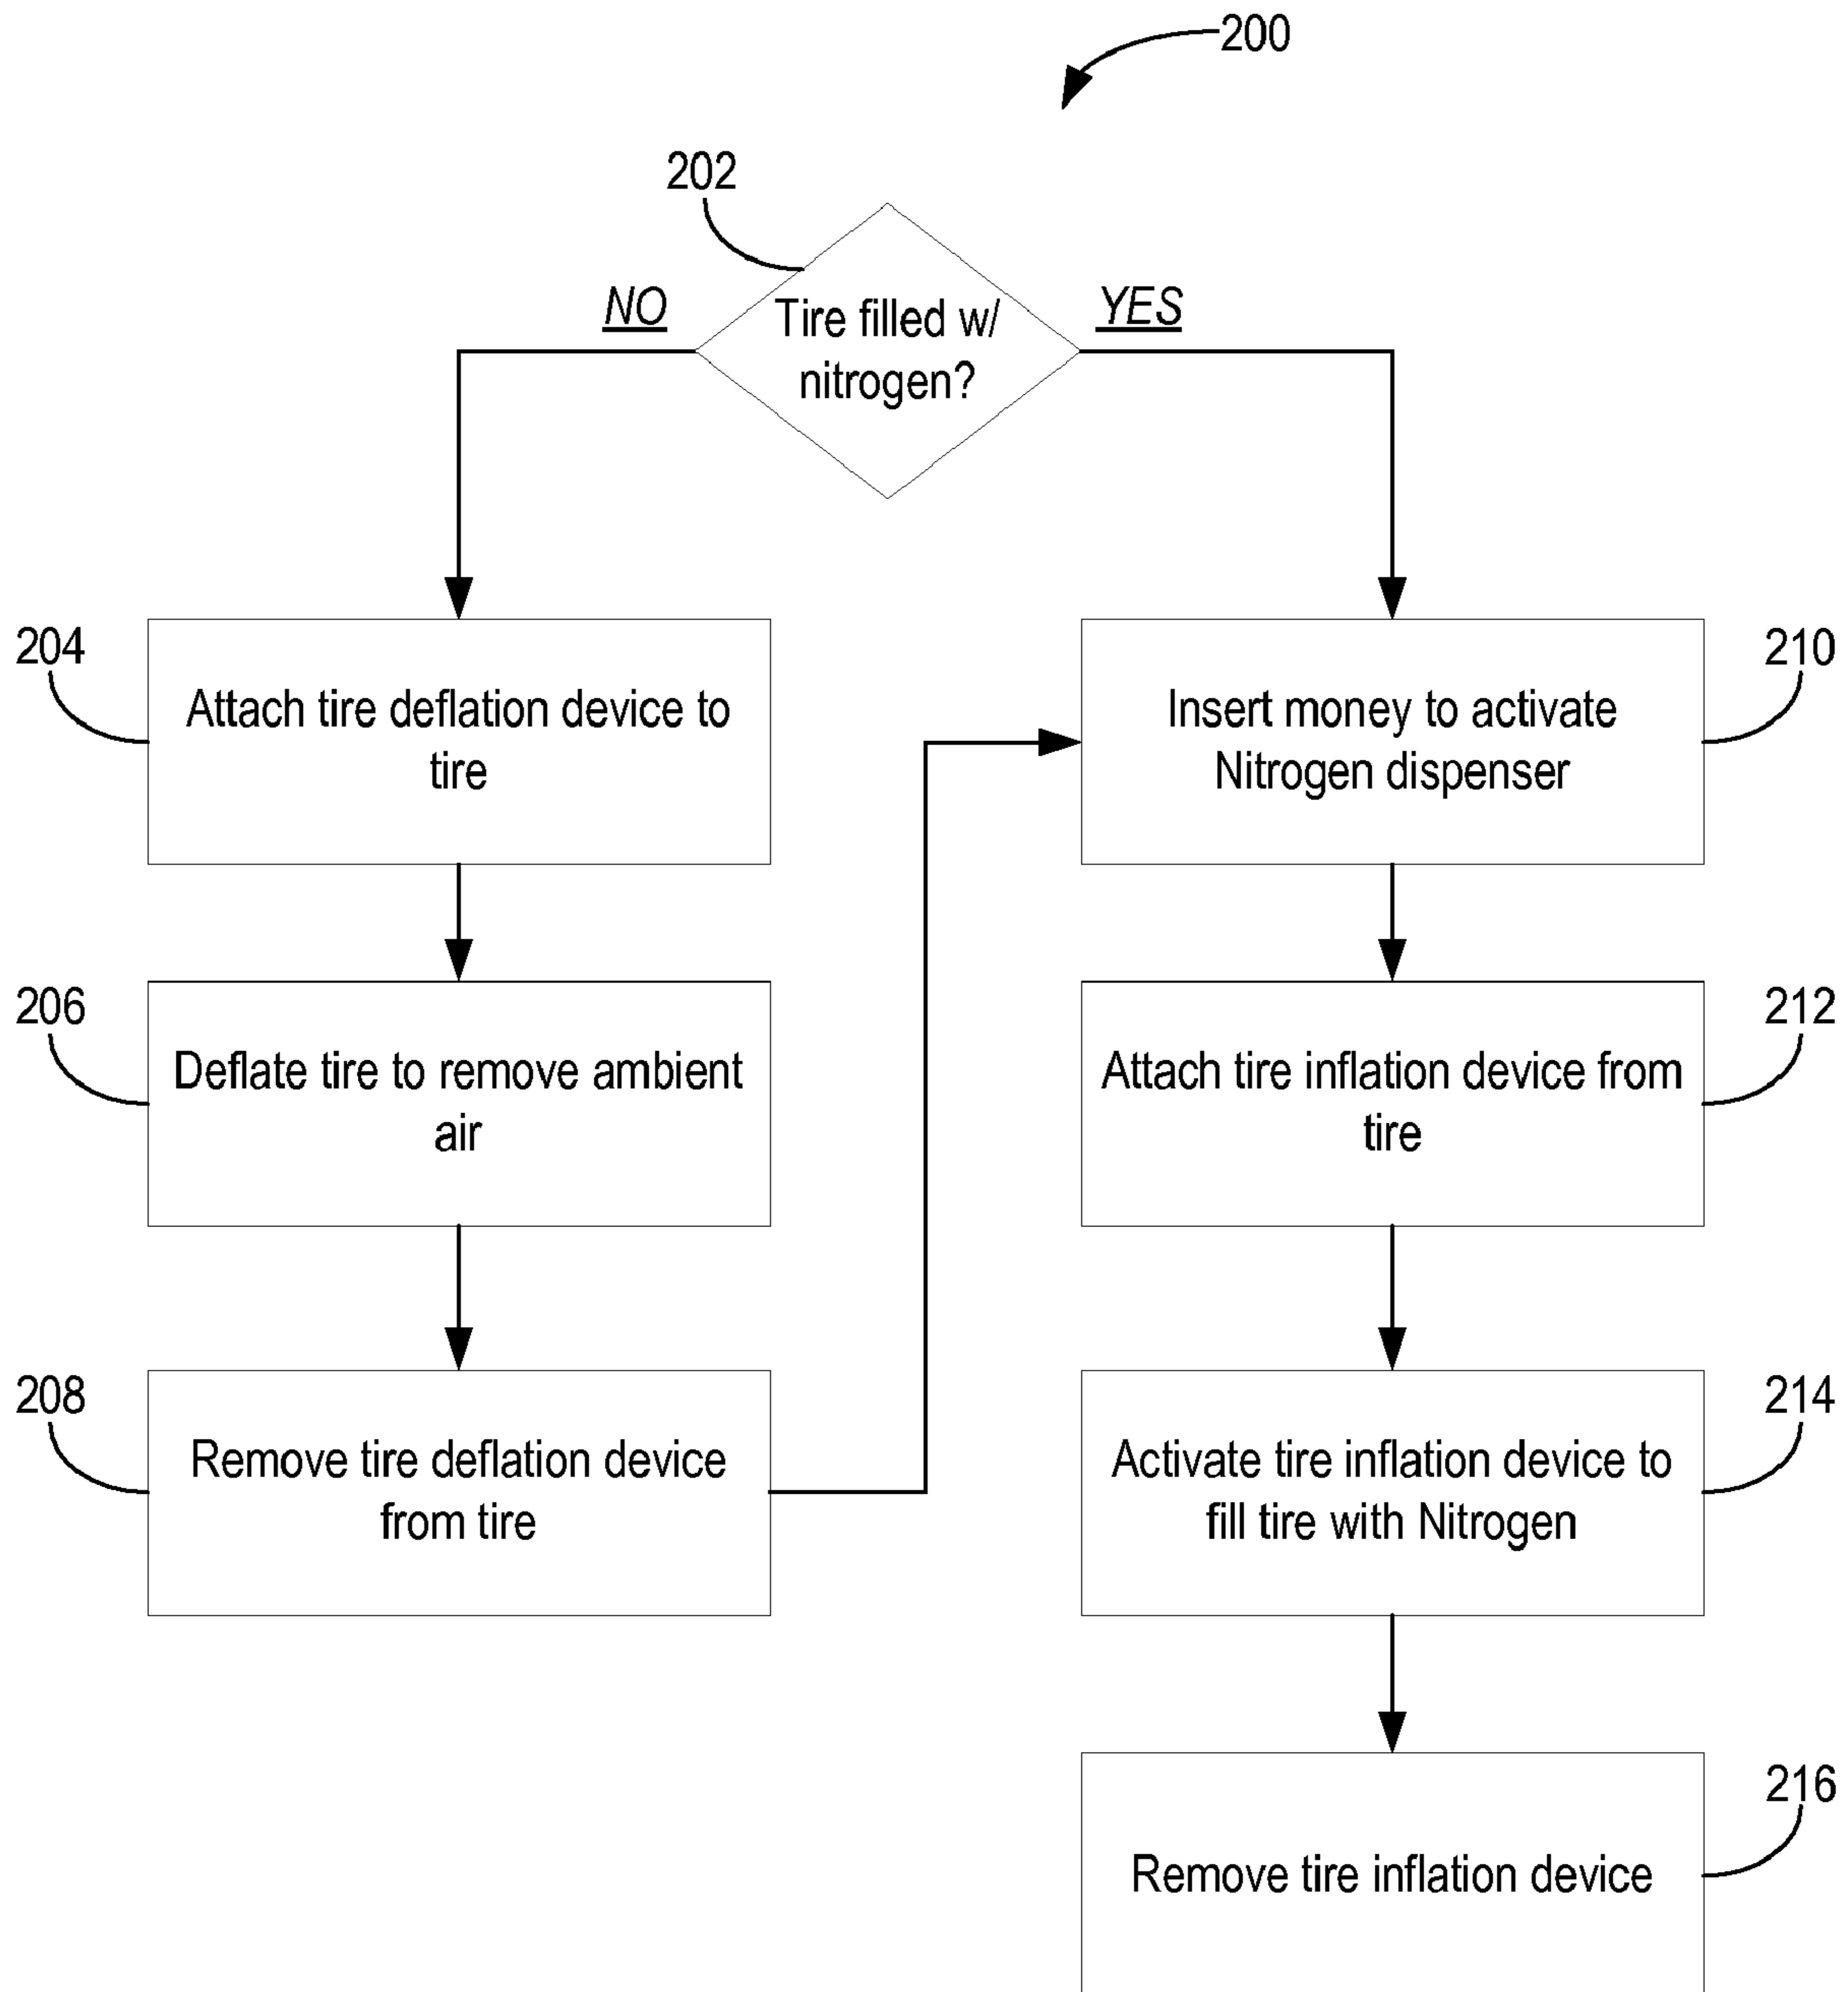 200
202
NO
YES
Tire filled w/
nitrogen?
204
Attach tire deflation device to
tire
210
Insert money to activate
Nitrogen dispenser
206
Deflate tire to remove ambient
air
212
Attach tire inflation device from
tire
208
Remove tire deflation device
from tire
214
Activate tire inflation device to
fill tire with Nitrogen
216
Remove tire inflation device